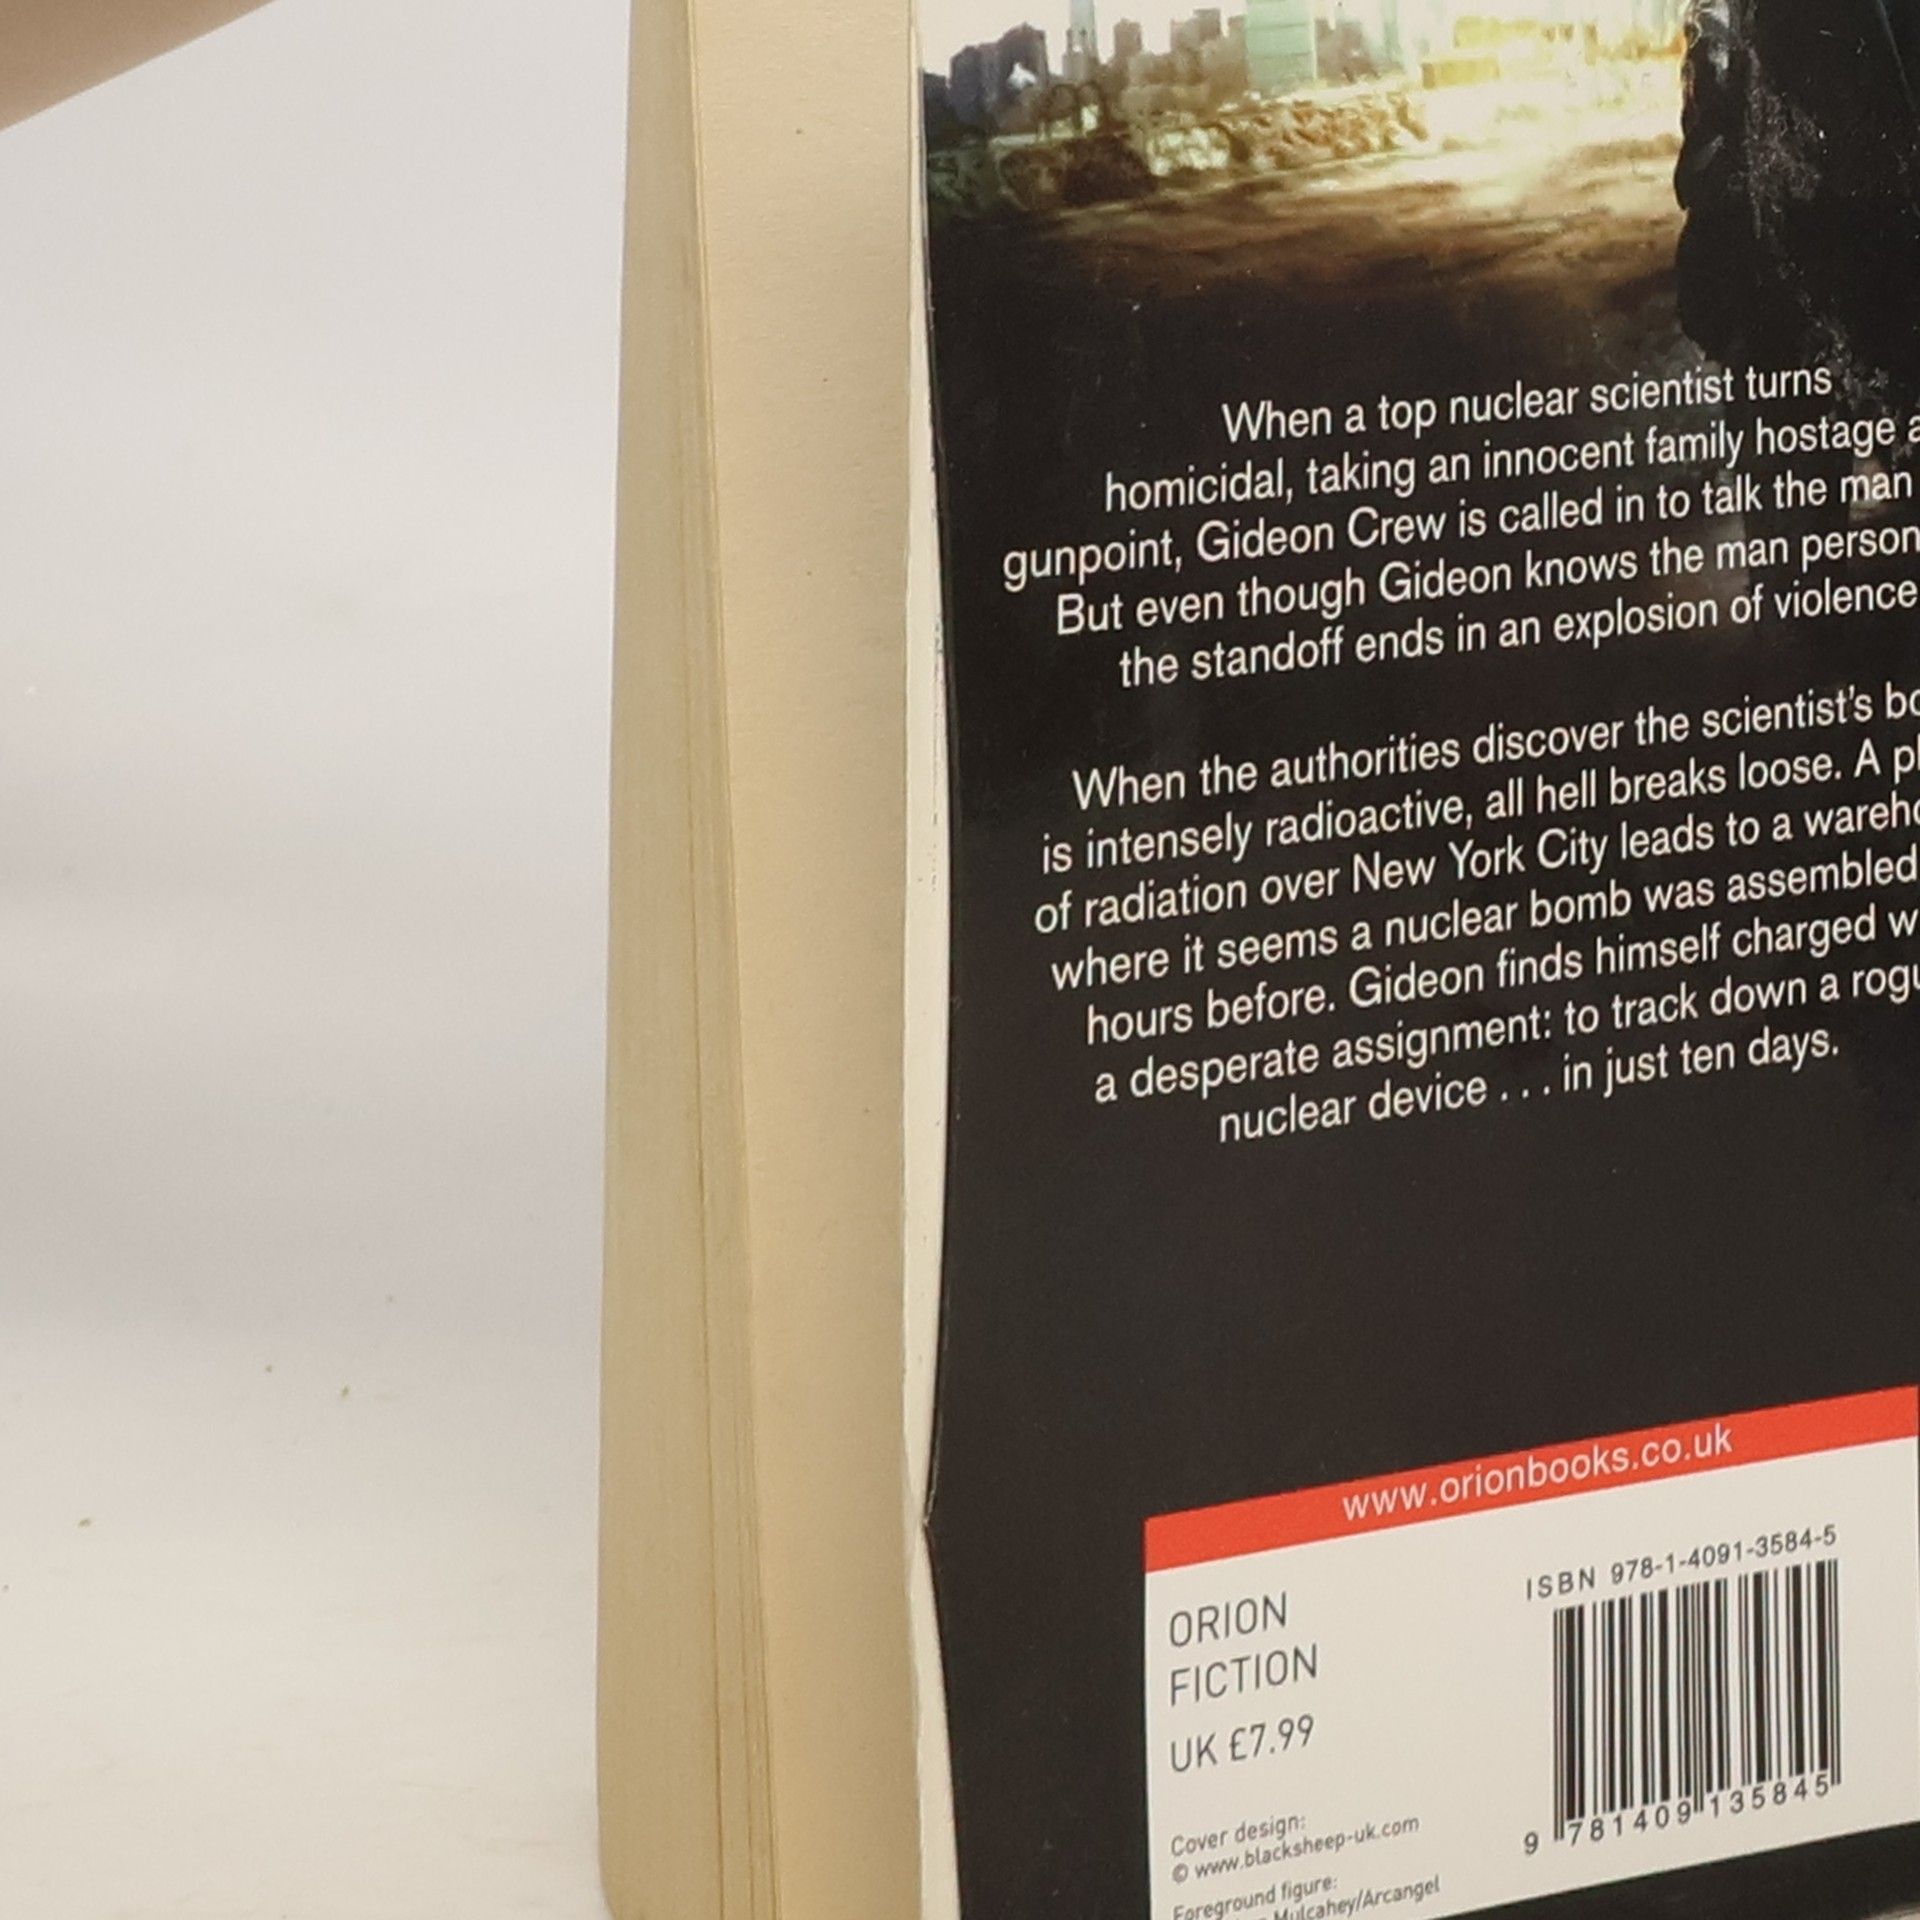 When a top nuclear scientist turns
homicidal, taking an innocent family hostage
gunpoint, Gideon Crew is called in to talk the man
But even though Gideon knows the man
the standoff ends in an explosion of violence
When the authorities discover the scientist's
is intensely radioactive, all hell breaks loose. A
of radiation over New York City leads to a
where it seems a nuclear bomb was assembled
hours before. Gideon finds himself charged
a desperate assignment: to track down a
nuclear device . . . in just ten days.
www.orionbooks.co.uk
ISBN 978-1-4091-3584-5
ORION
FICTION
UK £7.99
9 781409 135845
Cover design:
© www.blacksheep-uk.com
Foreground figure:
Mulcahey/Arcangel